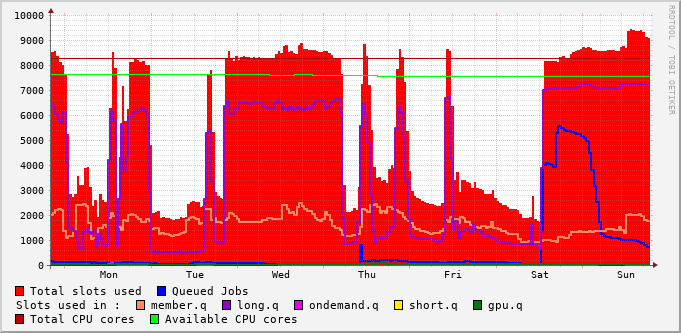 10000
9000
8000
7000
6000
5000
4000
3000
2000
1000
0
Mon Tue Wed Thu Fri Sat Sun
RRDTOOL / TOBI OETIKER
Total slots used Queued Jobs
Slots used in : member.q long.q ondemand.q short.q gpu.q
Total CPU cores Available CPU cores